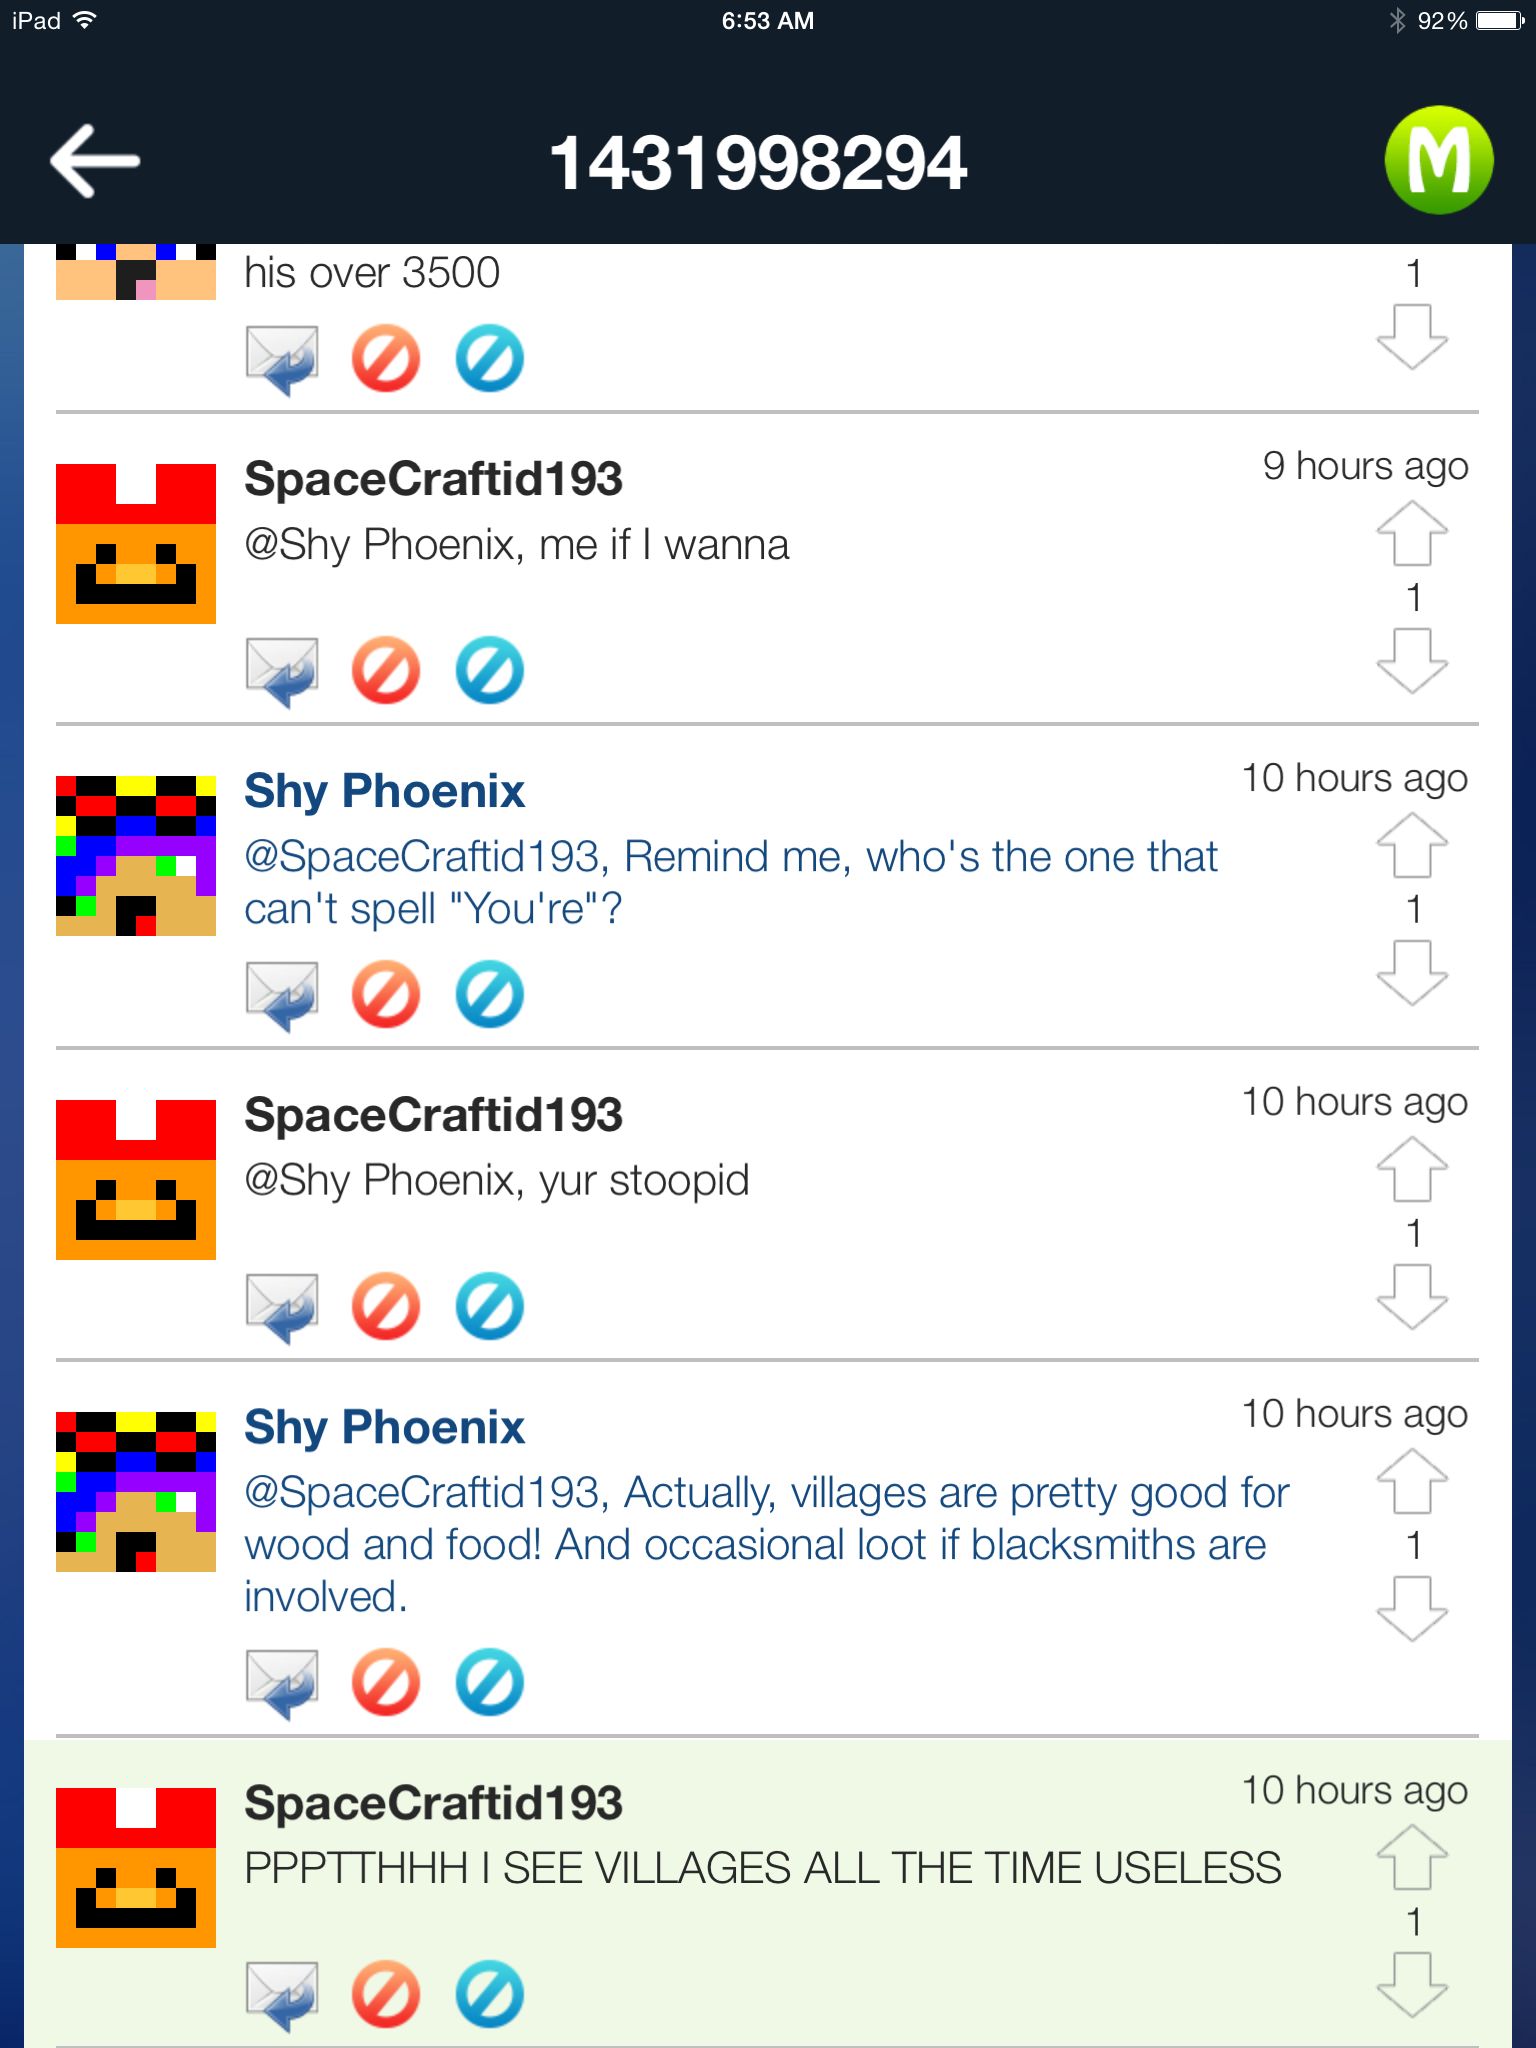 iPad 6:53 AM 92%
1431998294 M
his over 3500
1
SpaceCraftid193
9 hours ago
@Shy Phoenix, me if I wanna
1
Shy Phoenix
10 hours ago
@SpaceCraftid193, Remind me, who's the one that
can't spell "You're"?
1
SpaceCraftid193
10 hours ago
@Shy Phoenix, yur stoopid
1
Shy Phoenix
10 hours ago
@SpaceCraftid193, Actually, villages are pretty good for
wood and food! And occasional loot if blacksmiths are
involved.
1
SpaceCraftid193
10 hours ago
PPPTTHHH I SEE VILLAGES ALL THE TIME USELESS
1